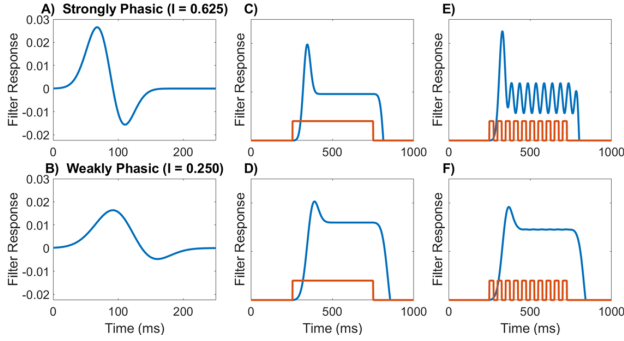 A) Strongly Phasic (I = 0.625)
C)
E)
0.03
0.02
0.01
0
-0.01
-0.02
Filter Response
0
100
200
Filter Response
0
500
1000
Filter Response
0
500
1000
B) Weakly Phasic (I = 0.250)
D)
F)
0.03
0.02
0.01
0
-0.01
-0.02
Filter Response
0
100
200
Time (ms)
Filter Response
0
500
1000
Time (ms)
Filter Response
0
500
1000
Time (ms)